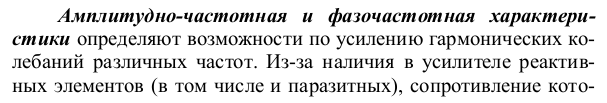 Амплитудно-частотная и фазочастотная характери-
стики определяют возможности по усилению гармонических ко-
лебаний различных частот. Из-за наличия в усилителе реактив-
ных элементов (в том числе и паразитных), сопротивление кото-